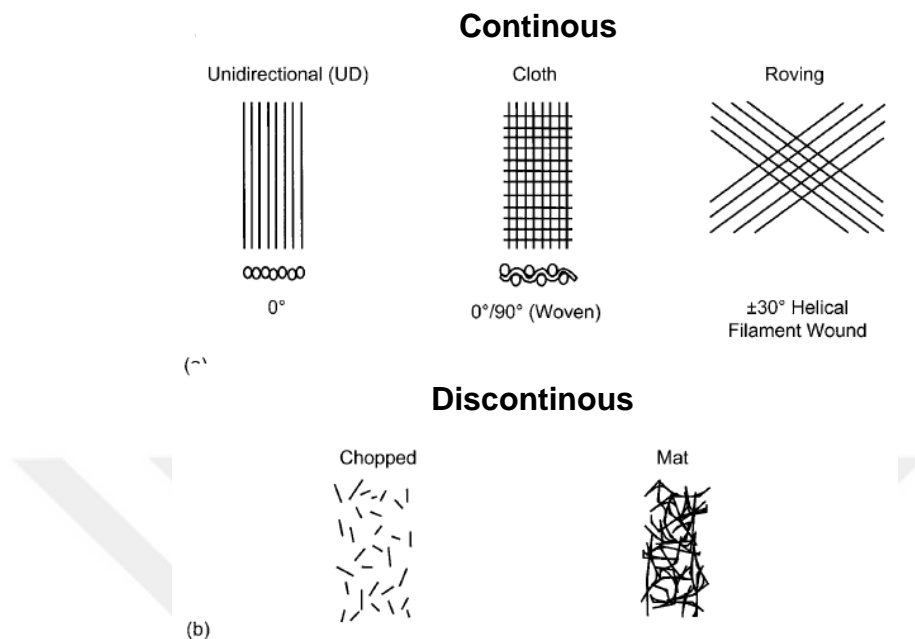 Continous
Unidirectional (UD)
Cloth
Roving
0°
0°/90° (Woven)
±30° Helical
Filament Wound
Discontinous
Chopped
Mat
(b)